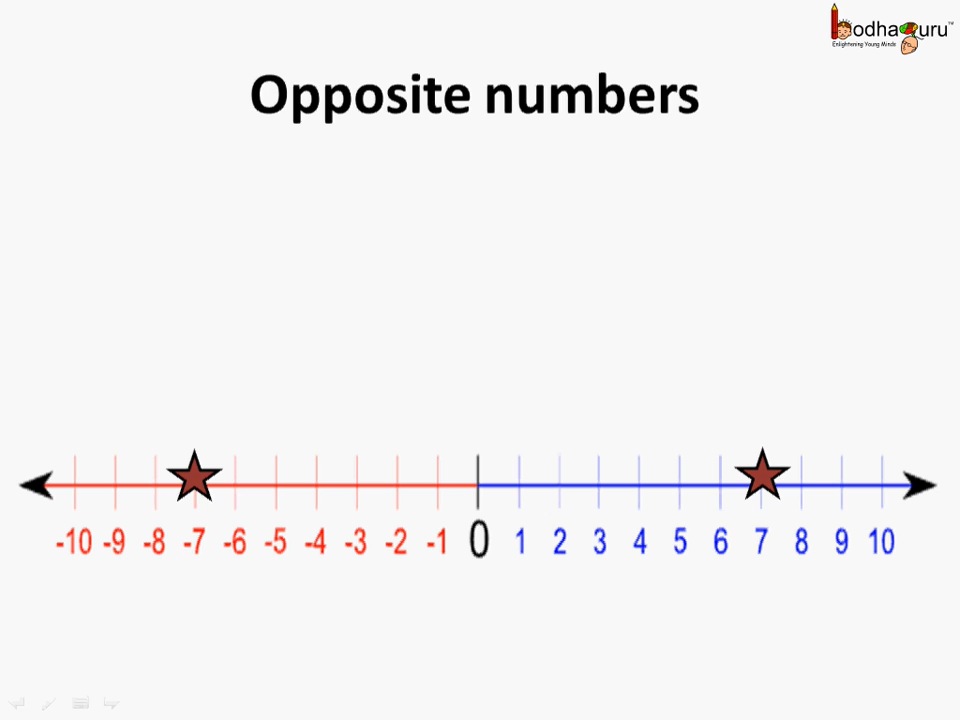 bodhaguru™
Enlightening Young Minds
Opposite numbers
-10 -9 -8 -7 -6 -5 -4 -3 -2 -1 0 1 2 3 4 5 6 7 8 9 10